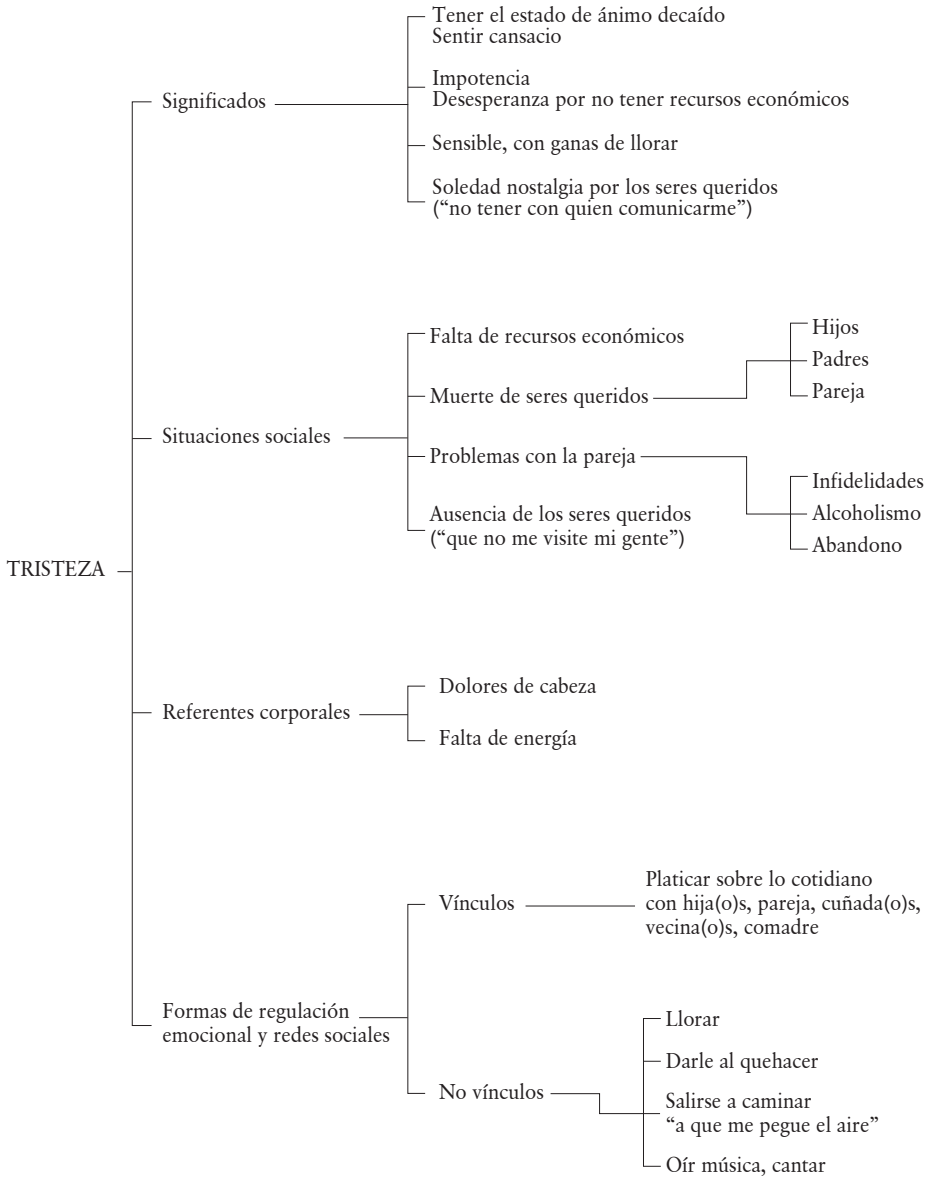 TRISTEZA
Significados
Tener el estado de ánimo decaído
Sentir cansacio
Impotencia
Desesperanza por no tener recursos económicos
Sensible, con ganas de llorar
Soledad nostalgia por los seres queridos
(“no tener con quien comunicarme”)
Situaciones sociales
Falta de recursos económicos
Muerte de seres queridos
Hijos
Padres
Pareja
Problemas con la pareja
Infidelidades
Alcoholismo
Abandono
Ausencia de los seres queridos
(“que no me visite mi gente”)
Referentes corporales
Dolores de cabeza
Falta de energía
Formas de regulación
emocional y redes sociales
Vínculos
Platicar sobre lo cotidiano
con hija(o)s, pareja, cuñada(o)s,
vecina(o)s, comadre
No vínculos
Llorar
Darle al quehacer
Salirse a caminar
“a que me pegue el aire”
Oír música, cantar